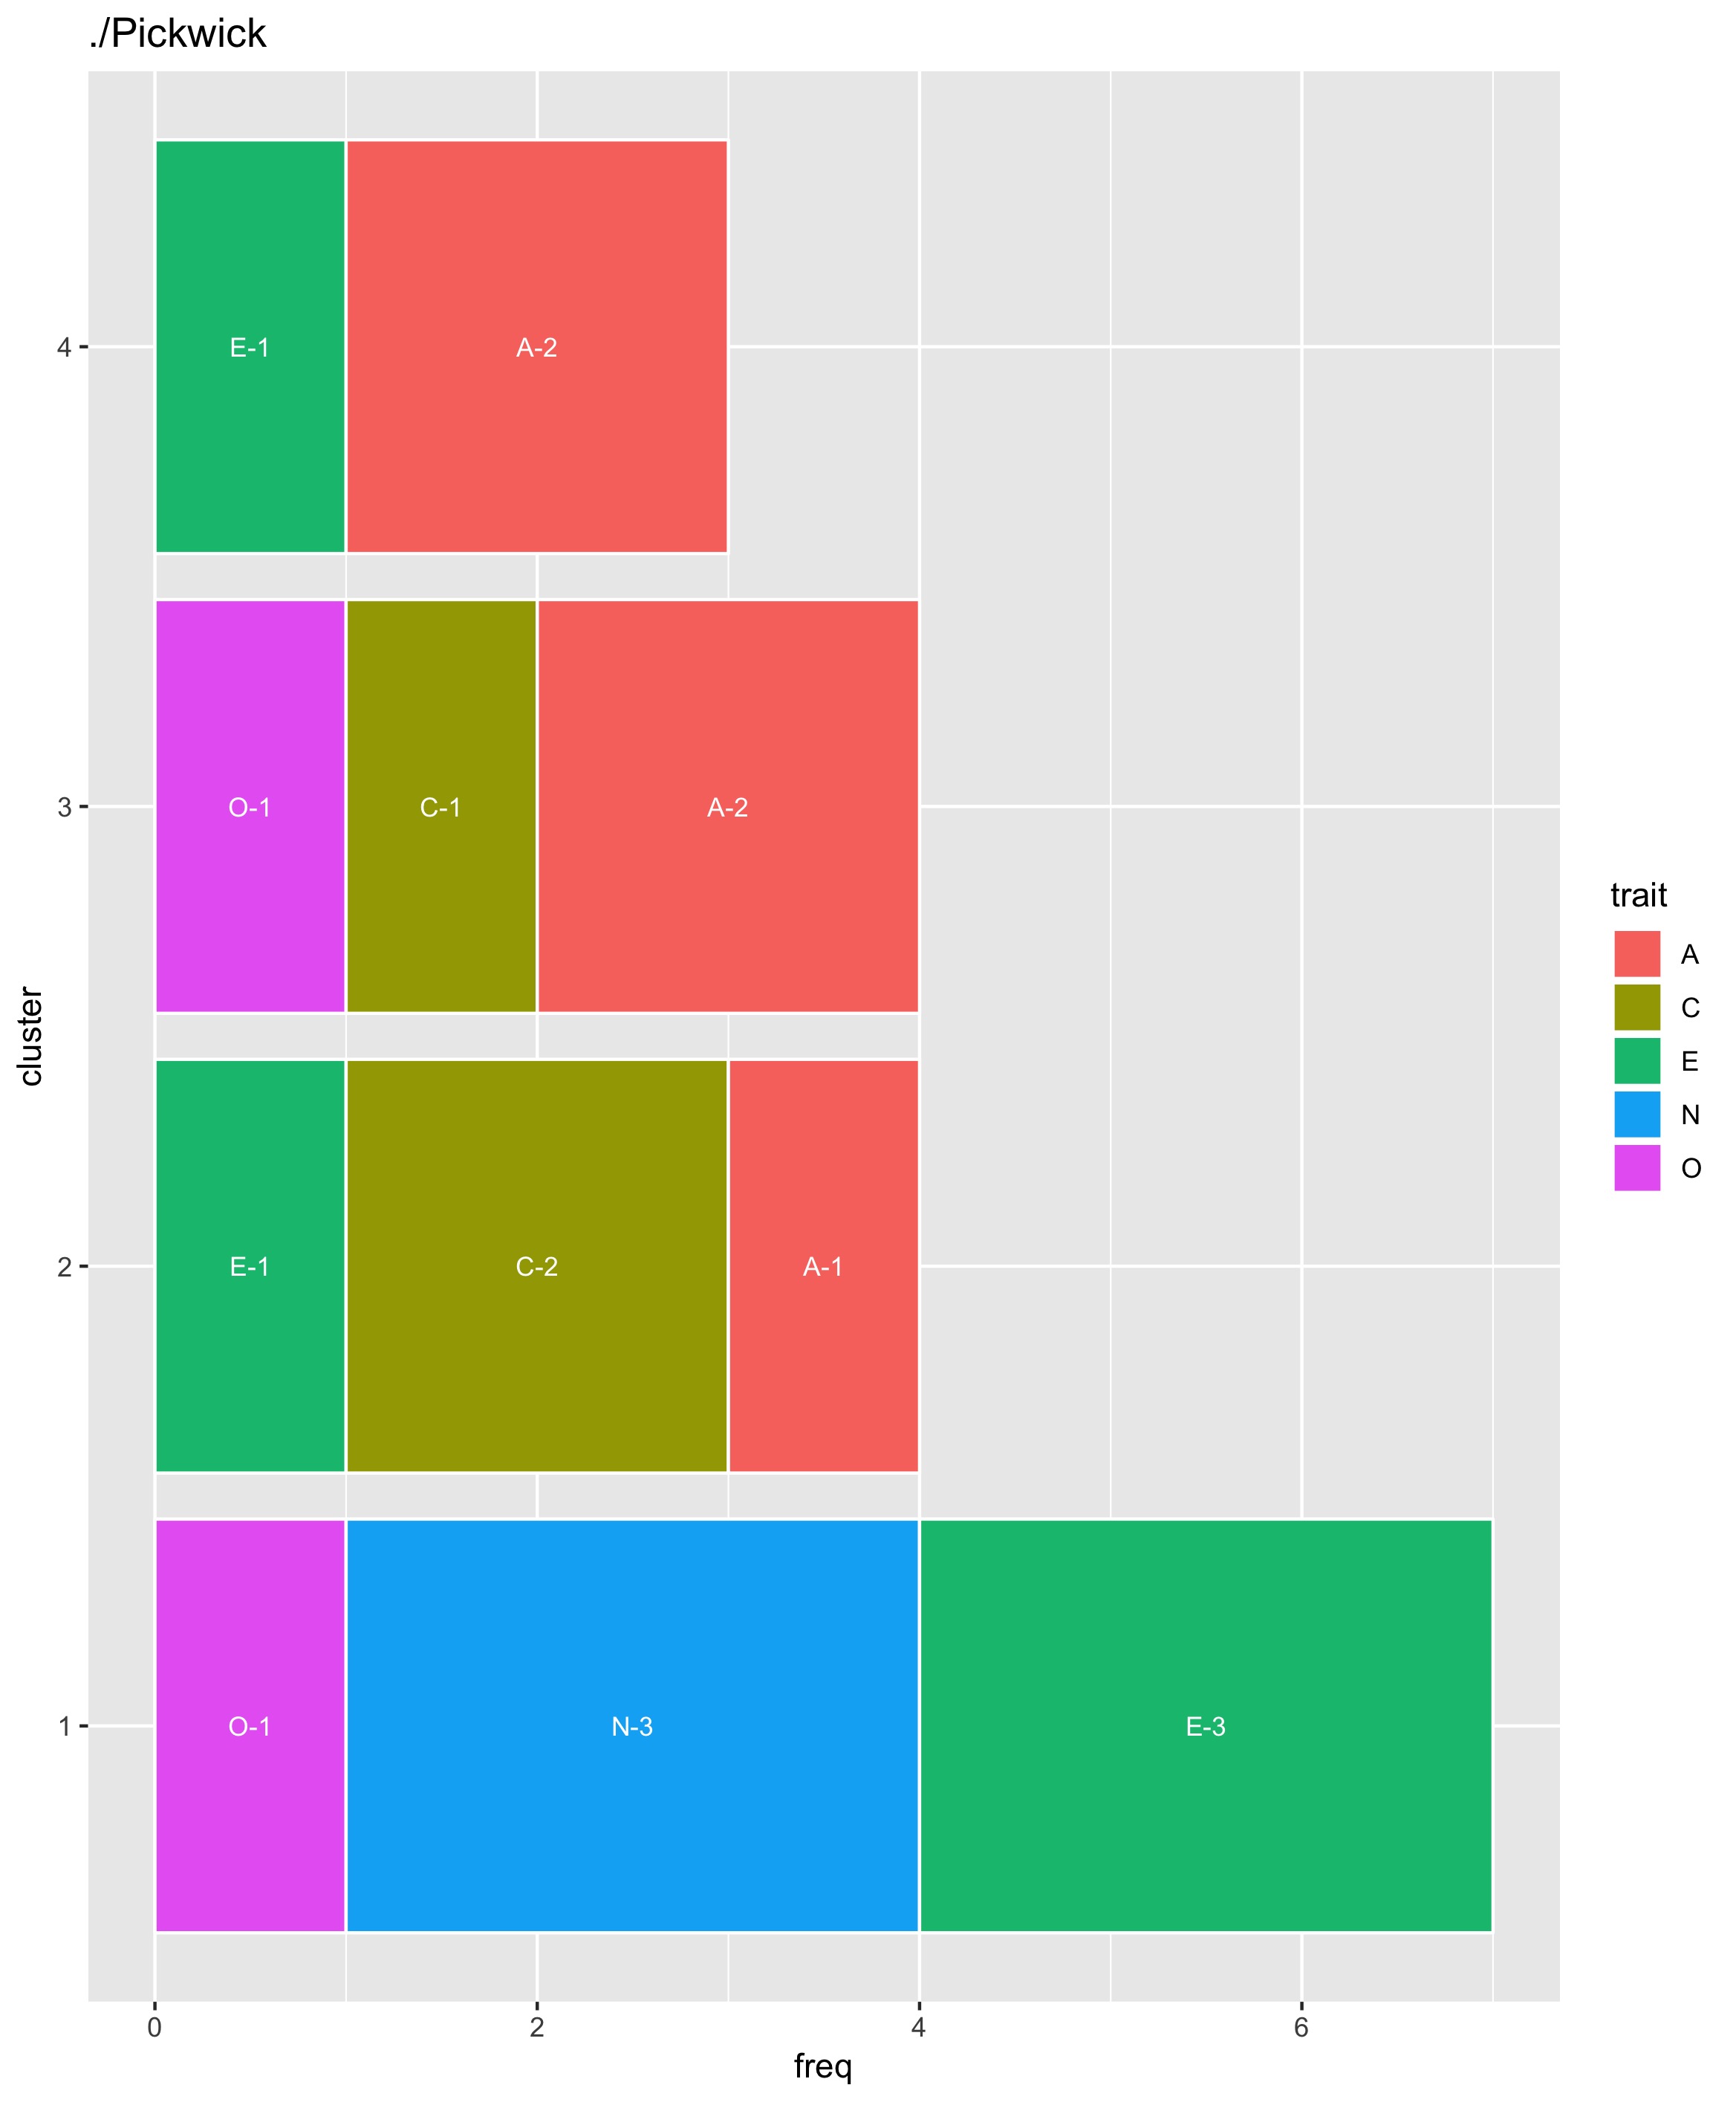 ./Pickwick
4
E-1
A-2
3
O-1
C-1
A-2
2
E-1
C-2
A-1
1
O-1
N-3
E-3
0
2
4
6
freq
cluster
trait
A
C
E
N
O